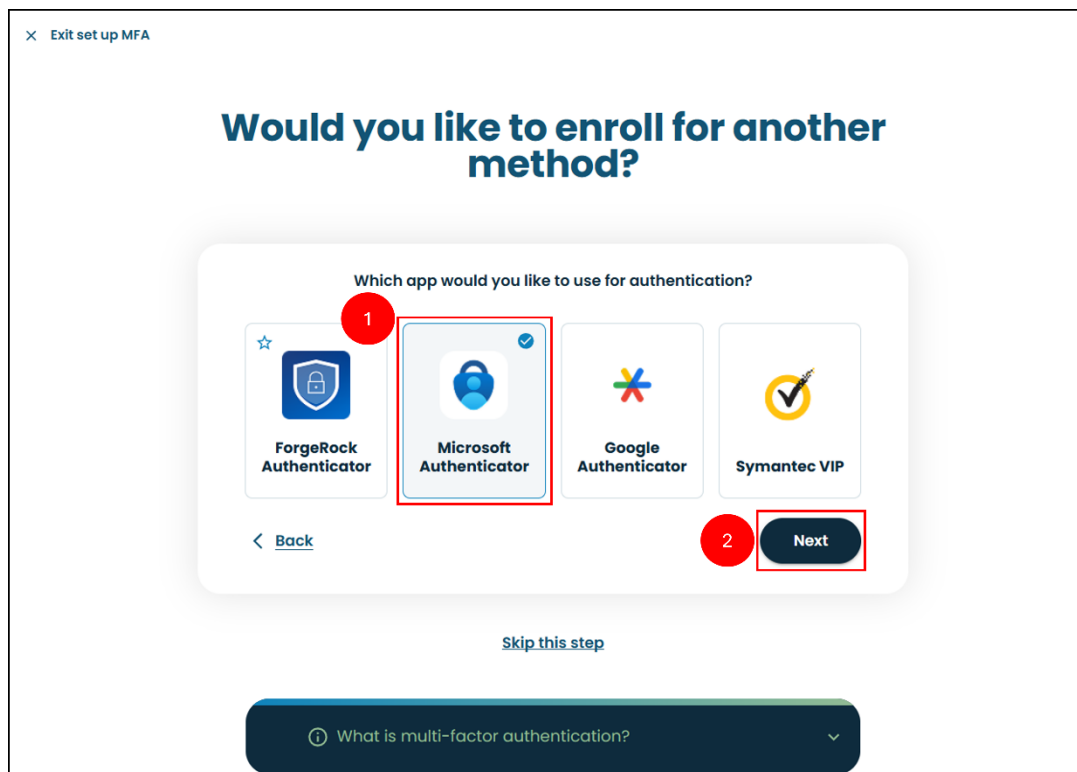 Exit set up MFA
Would you like to enroll for another
method?
Which app would you like to use for authentication?
1
ForgeRock
Authenticator
Microsoft
Authenticator
Google
Authenticator
Symantec VIP
Back
2
Next
Skip this step
What is multi-factor authentication?